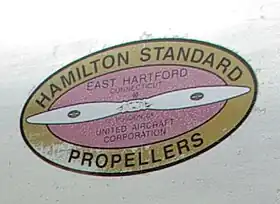 HAMILTON STANDARD
EAST HARTFORD
CONNECTICUT
UNITED AIRCRAFT
CORPORATION
PROPELLERS